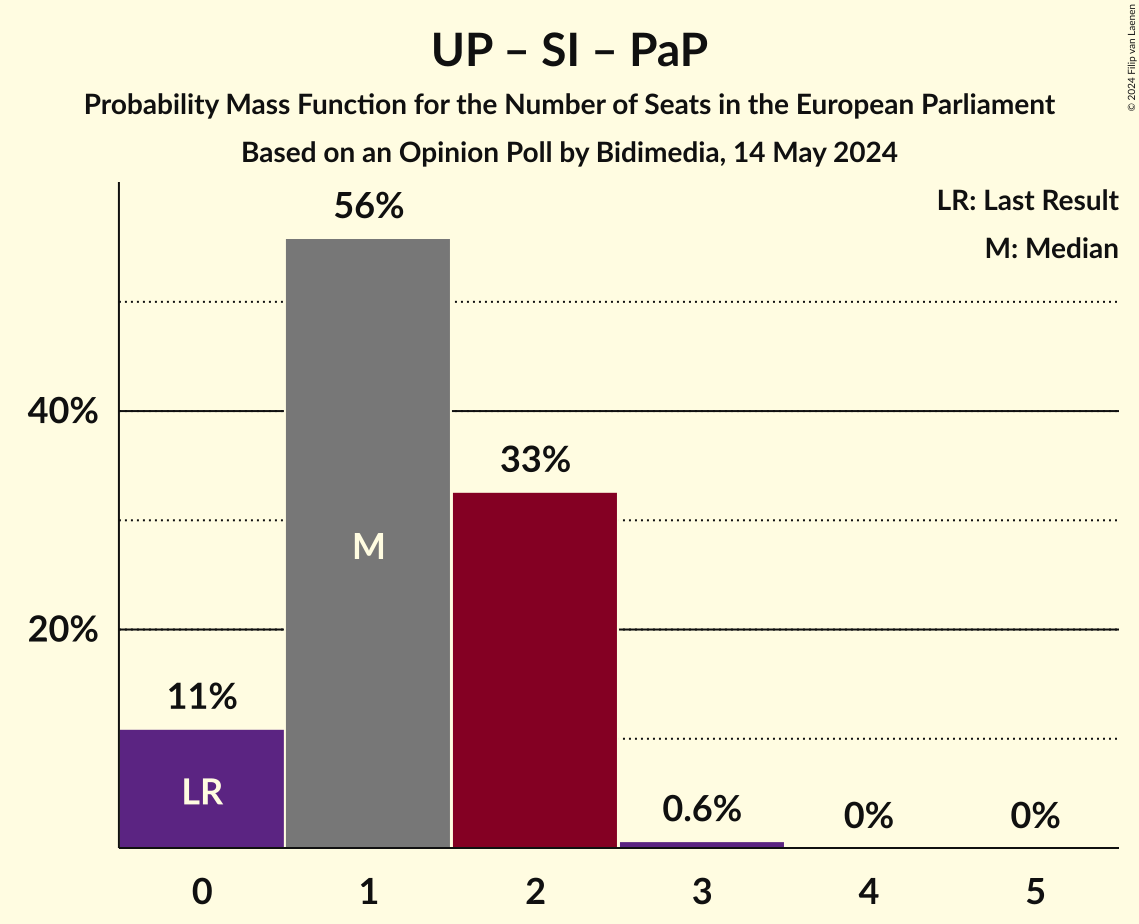 UP – SI – PaP
Probability Mass Function for the Number of Seats in the European Parliament
Based on an Opinion Poll by Bidimedia, 14 May 2024
© 2024 Filip van Laenen
LR: Last Result
M: Median
56%
40%
33%
M
20%
11%
LR
0.6%
0%
0%
0
1
2
3
4
5